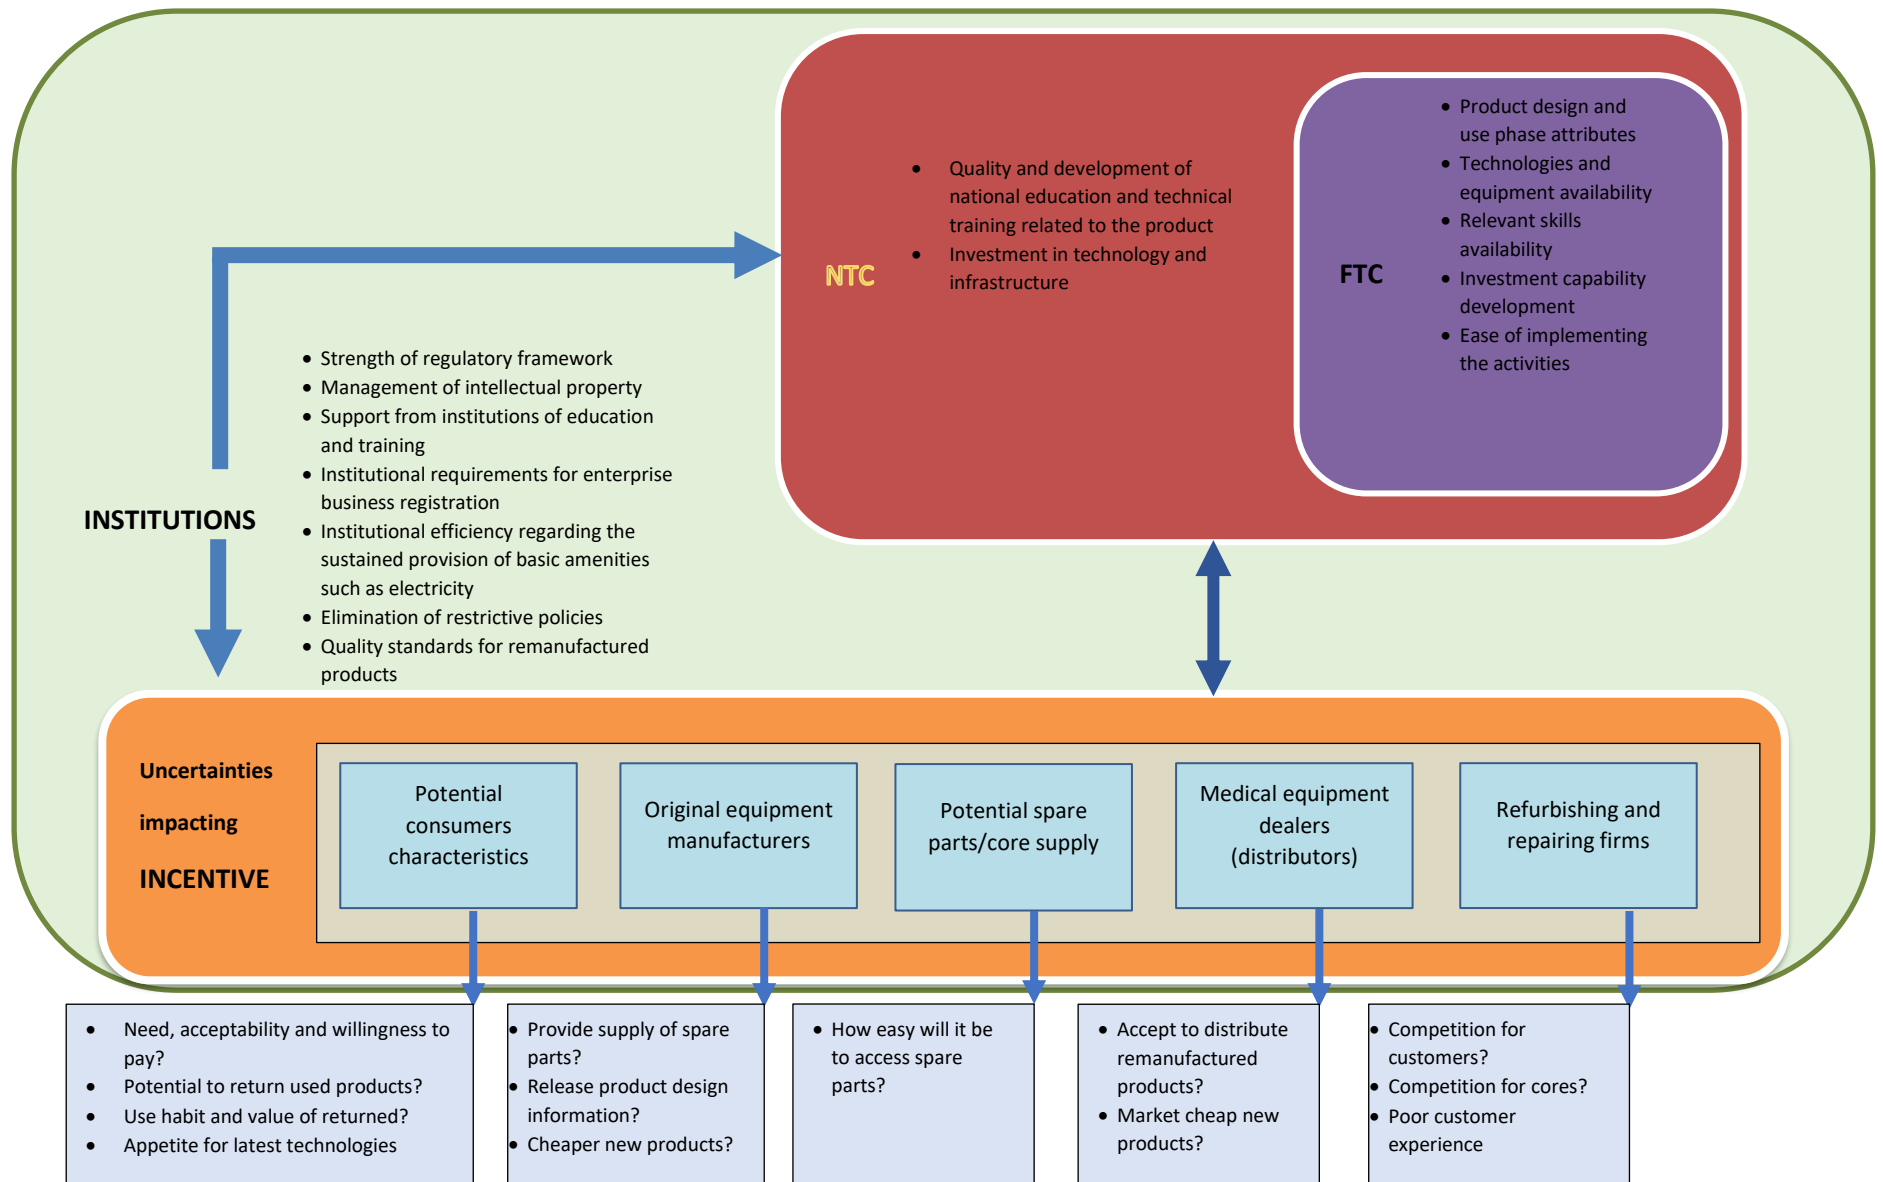 • Product design and
use phase attributes
• Technologies and
equipment availability
• Relevant skills
availability
• Investment capability
development
• Ease of implementing
the activities
FTC
• Quality and development of
national education and technical
training related to the product
• Investment in technology and
infrastructure
NTC
• Strength of regulatory framework
• Management of intellectual property
• Support from institutions of education
and training
• Institutional requirements for enterprise
business registration
• Institutional efficiency regarding the
sustained provision of basic amenities
such as electricity
• Elimination of restrictive policies
• Quality standards for remanufactured
products
INSTITUTIONS
Uncertainties
impacting
INCENTIVE
Potential
consumers
characteristics
Original equipment
manufacturers
Potential spare
parts/core supply
Medical equipment
dealers
(distributors)
Refurbishing and
repairing firms
• Need, acceptability and willingness to
pay?
• Potential to return used products?
• Use habit and value of returned?
• Appetite for latest technologies
• Provide supply of spare
parts?
• Release product design
information?
• Cheaper new products?
• How easy will it be
to access spare
parts?
• Accept to distribute
remanufactured
products?
• Market cheap new
products?
• Competition for
customers?
• Competition for cores?
• Poor customer
experience